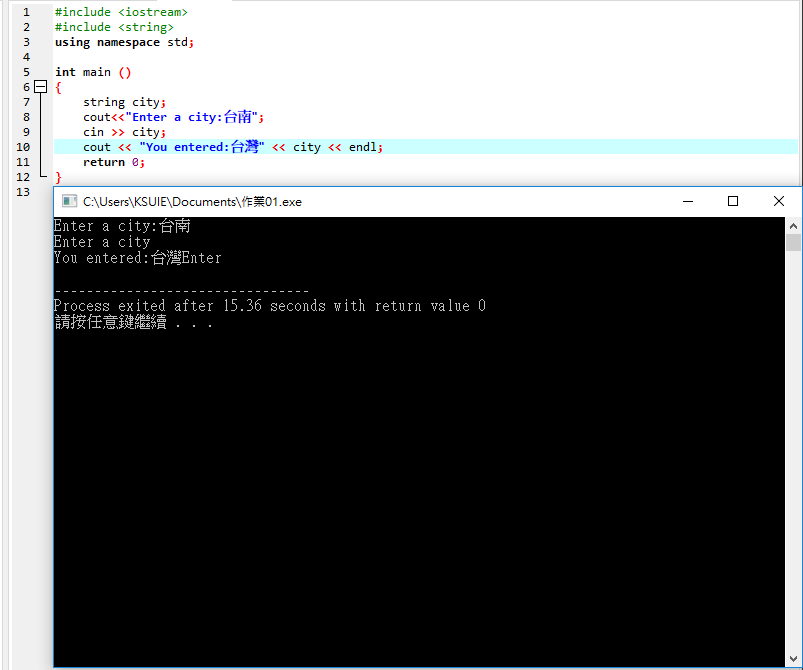 1 #include <iostream>
2 #include <string>
3 using namespace std;
4
5 int main ()
6 {
7 string city;
8 cout<<"Enter a city:台南";
9 cin >> city;
10 cout << "You entered:台灣" << city << endl;
11 return 0;
12 }
13
C:\Users\KSUIE\Documents\作業01.exe
Enter a city:台南
Enter a city
You entered:台灣Enter
--------------------------------
Process exited after 15.36 seconds with return value 0
請按任意鍵繼續 . . .